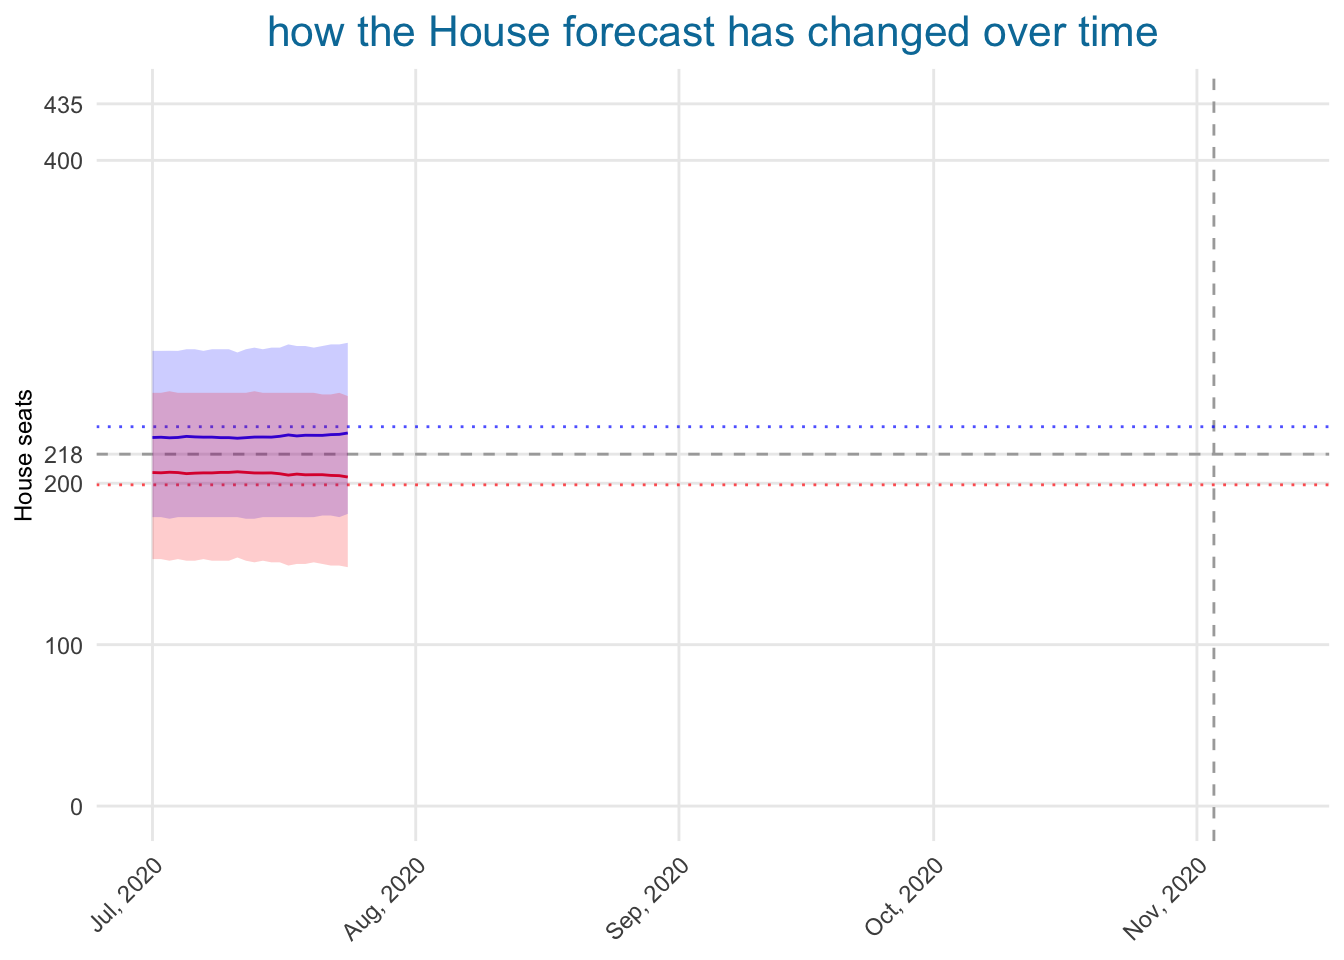 how the House forecast has changed over time
435
400
House seats
218
200
100
0
Jul, 2020
Aug, 2020
Sep, 2020
Oct, 2020
Nov, 2020